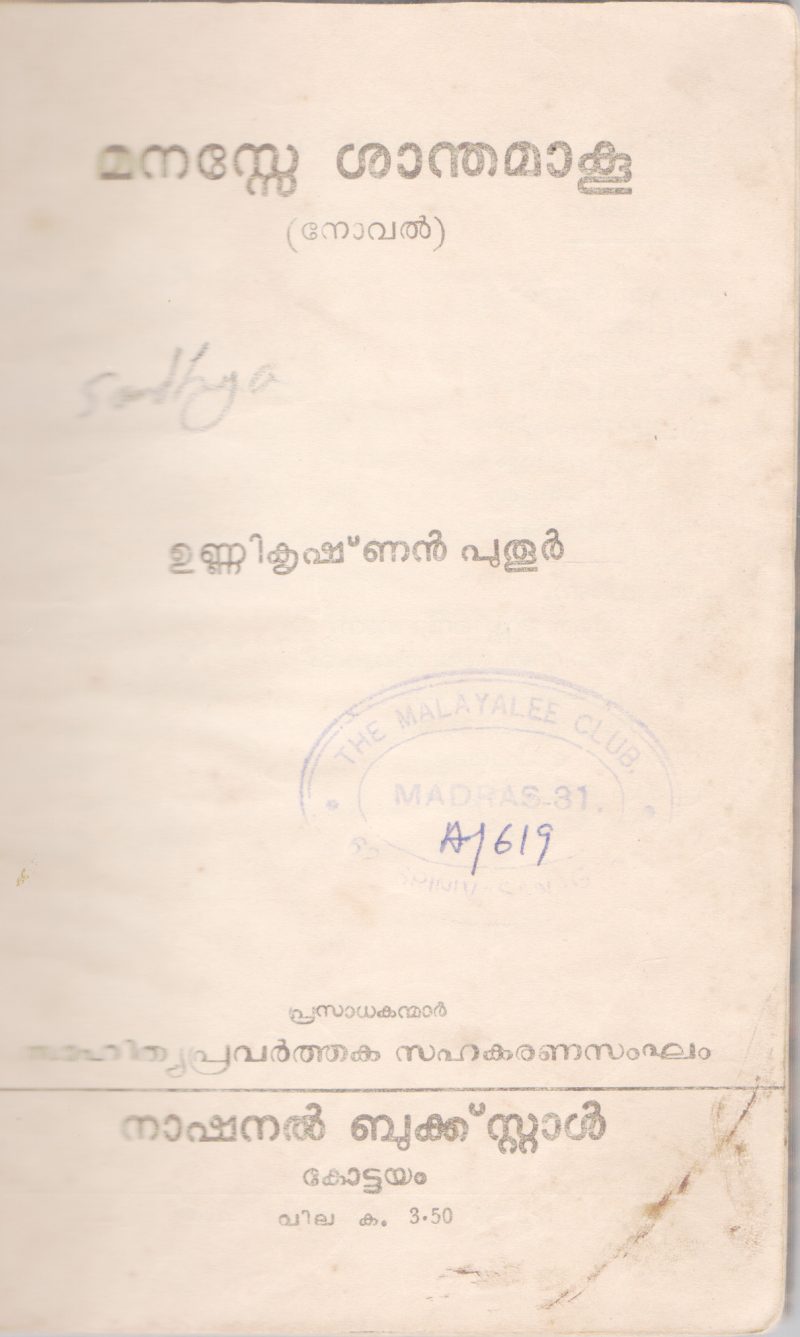 മനസ്സേ ശാന്തമാകൂ
(നോവൽ)
ഉണ്ണികൃഷ്ണൻ പുതൂർ
THE MALAYALEE CLUB,
MADRAS-31.
A/619
പ്രസാധകന്മാർ
സാഹിത്യപ്രവർത്തക സഹകരണസംഘം
നാഷനൽ ബുക്ക് സ്റ്റാൾ
കോട്ടയം
വില ക. 3·50